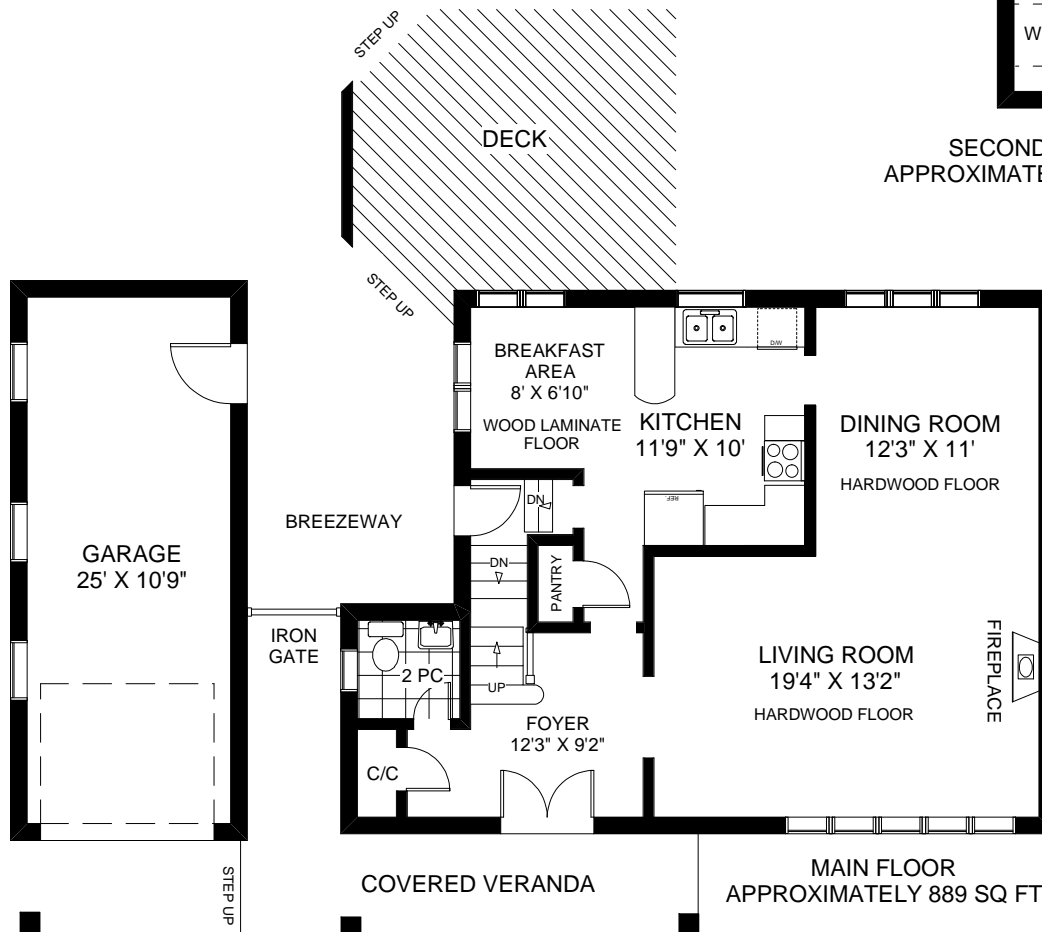 STEP UP
W
DECK
SECOND
APPROXIMATE
STEP UP
BREAKFAST
AREA
8' X 6'10"
WOOD LAMINATE
FLOOR
D/W
KITCHEN
11'9" X 10'
REF.
DINING ROOM
12'3" X 11'
HARDWOOD FLOOR
DN
BREEZEWAY
GARAGE
25' X 10'9"
DN
PANTRY
IRON
GATE
2 PC
UP
LIVING ROOM
19'4" X 13'2"
HARDWOOD FLOOR
FIREPLACE
FOYER
12'3" X 9'2"
C/C
STEP UP
COVERED VERANDA
MAIN FLOOR
APPROXIMATELY 889 SQ FT